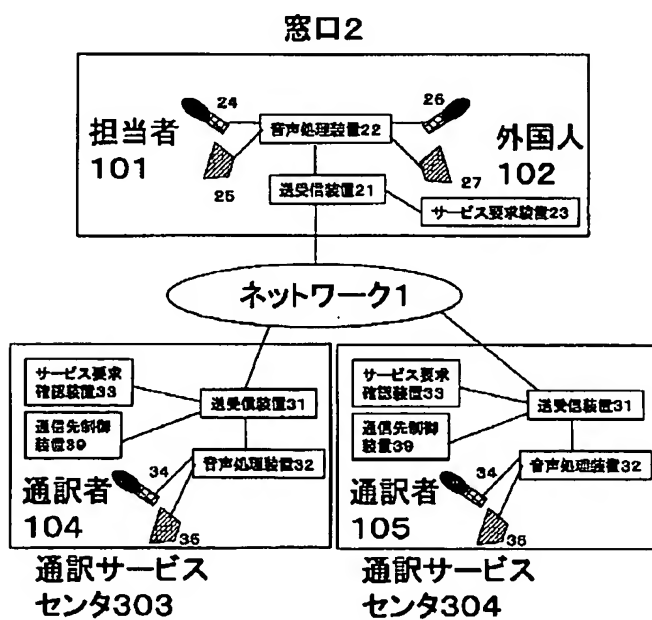 窓口2
担当者
101
24
25
音声処理装置22
26
27
外国人
102
送受信装置21
サービス要求装置23
ネットワーク1
サービス要求
確認装置33
通信先制御
装置39
送受信装置31
音声処理装置32
34
35
通訳者
104
通訳サービス
センタ303
サービス要求
確認装置33
通信先制御
装置39
送受信装置31
音声処理装置32
34
35
通訳者
105
通訳サービス
センタ304